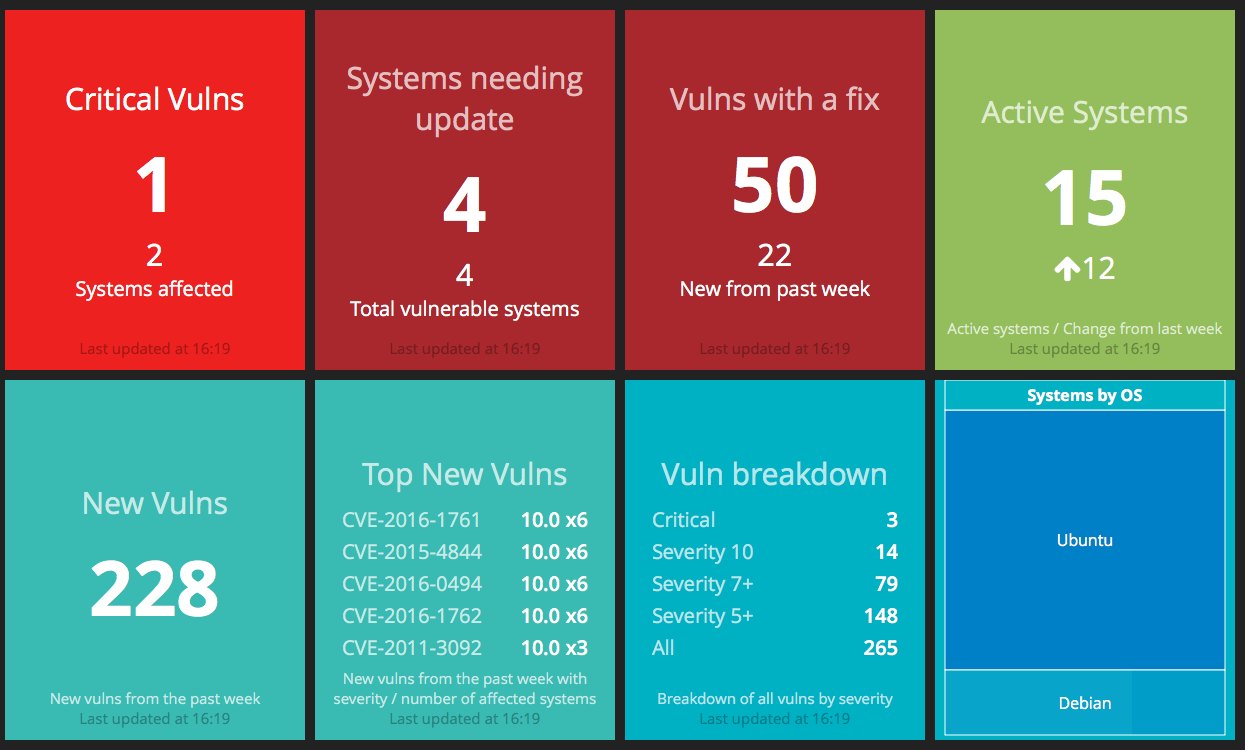 Critical Vulns
1
2
Systems affected
Last updated at 16:19
Systems needing
update
4
4
Total vulnerable systems
Last updated at 16:19
Vulns with a fix
50
22
New from past week
Last updated at 16:19
Active Systems
15
↑12
Active systems / Change from last week
Last updated at 16:19
New Vulns
228
New vulns from the past week
Last updated at 16:19
Top New Vulns
CVE-2016-1761 10.0 x6
CVE-2015-4844 10.0 x6
CVE-2016-0494 10.0 x6
CVE-2016-1762 10.0 x6
CVE-2011-3092 10.0 x3
New vulns from the past week with
severity / number of affected systems
Last updated at 16:19
Vuln breakdown
Critical 3
Severity 10 14
Severity 7+ 79
Severity 5+ 148
All 265
Breakdown of all vulns by severity
Last updated at 16:19
Systems by OS
Ubuntu
Debian